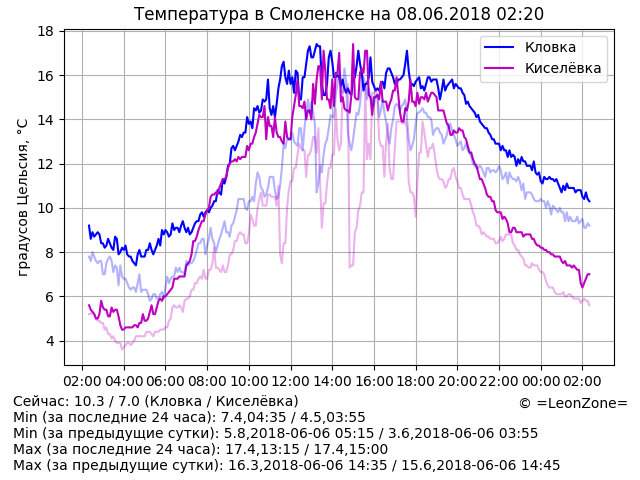 Температура в Смоленске на 08.06.2018 02:20
градусов Цельсия, °C
18
16
14
12
10
8
6
4
Кловка
Киселёвка
02:00 04:00 06:00 08:00 10:00 12:00 14:00 16:00 18:00 20:00 22:00 00:00 02:00
Сейчас: 10.3 / 7.0 (Кловка / Киселёвка)
© =LeonZone=
Min (за последние 24 часа): 7.4,04:35 / 4.5,03:55
Min (за предыдущие сутки): 5.8,2018-06-06 05:15 / 3.6,2018-06-06 03:55
Max (за последние 24 часа): 17.4,13:15 / 17.4,15:00
Max (за предыдущие сутки): 16.3,2018-06-06 14:35 / 15.6,2018-06-06 14:45